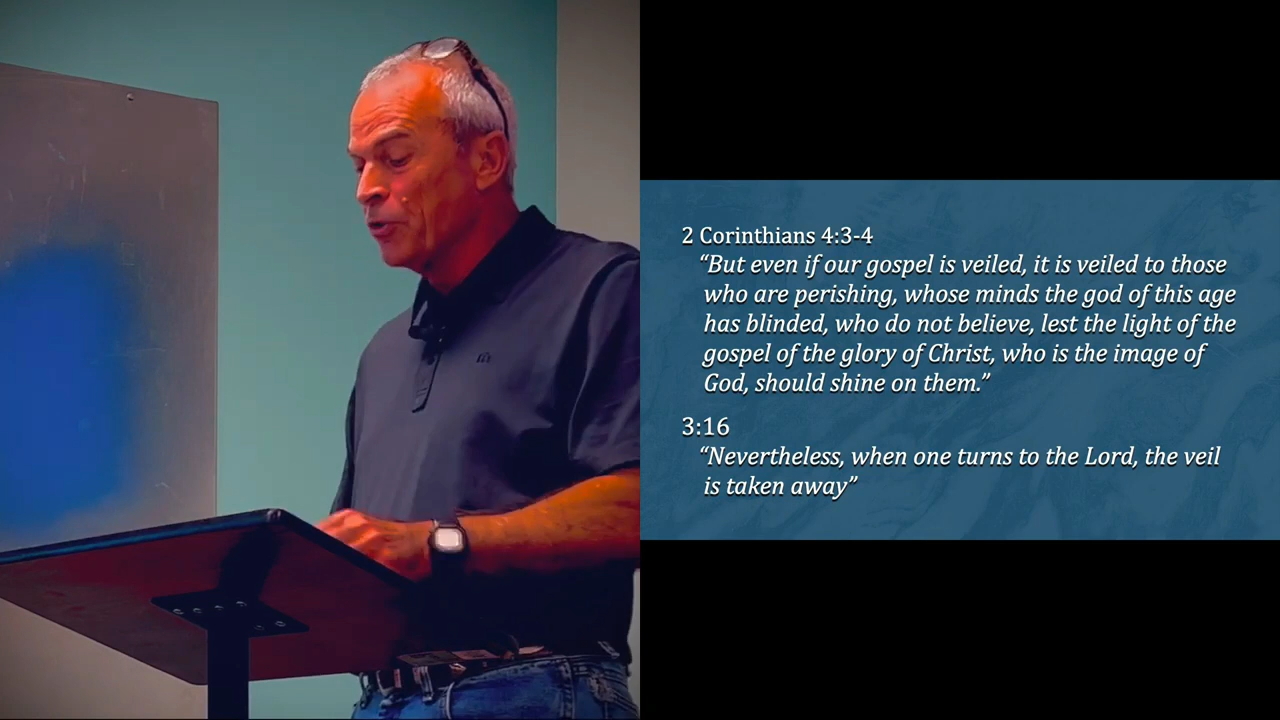 2 Corinthians 4:3-4
“But even if our gospel is veiled, it is veiled to those
who are perishing, whose minds the god of this age
has blinded, who do not believe, lest the light of the
gospel of the glory of Christ, who is the image of
God, should shine on them.”
3:16
“Nevertheless, when one turns to the Lord, the veil
is taken away”